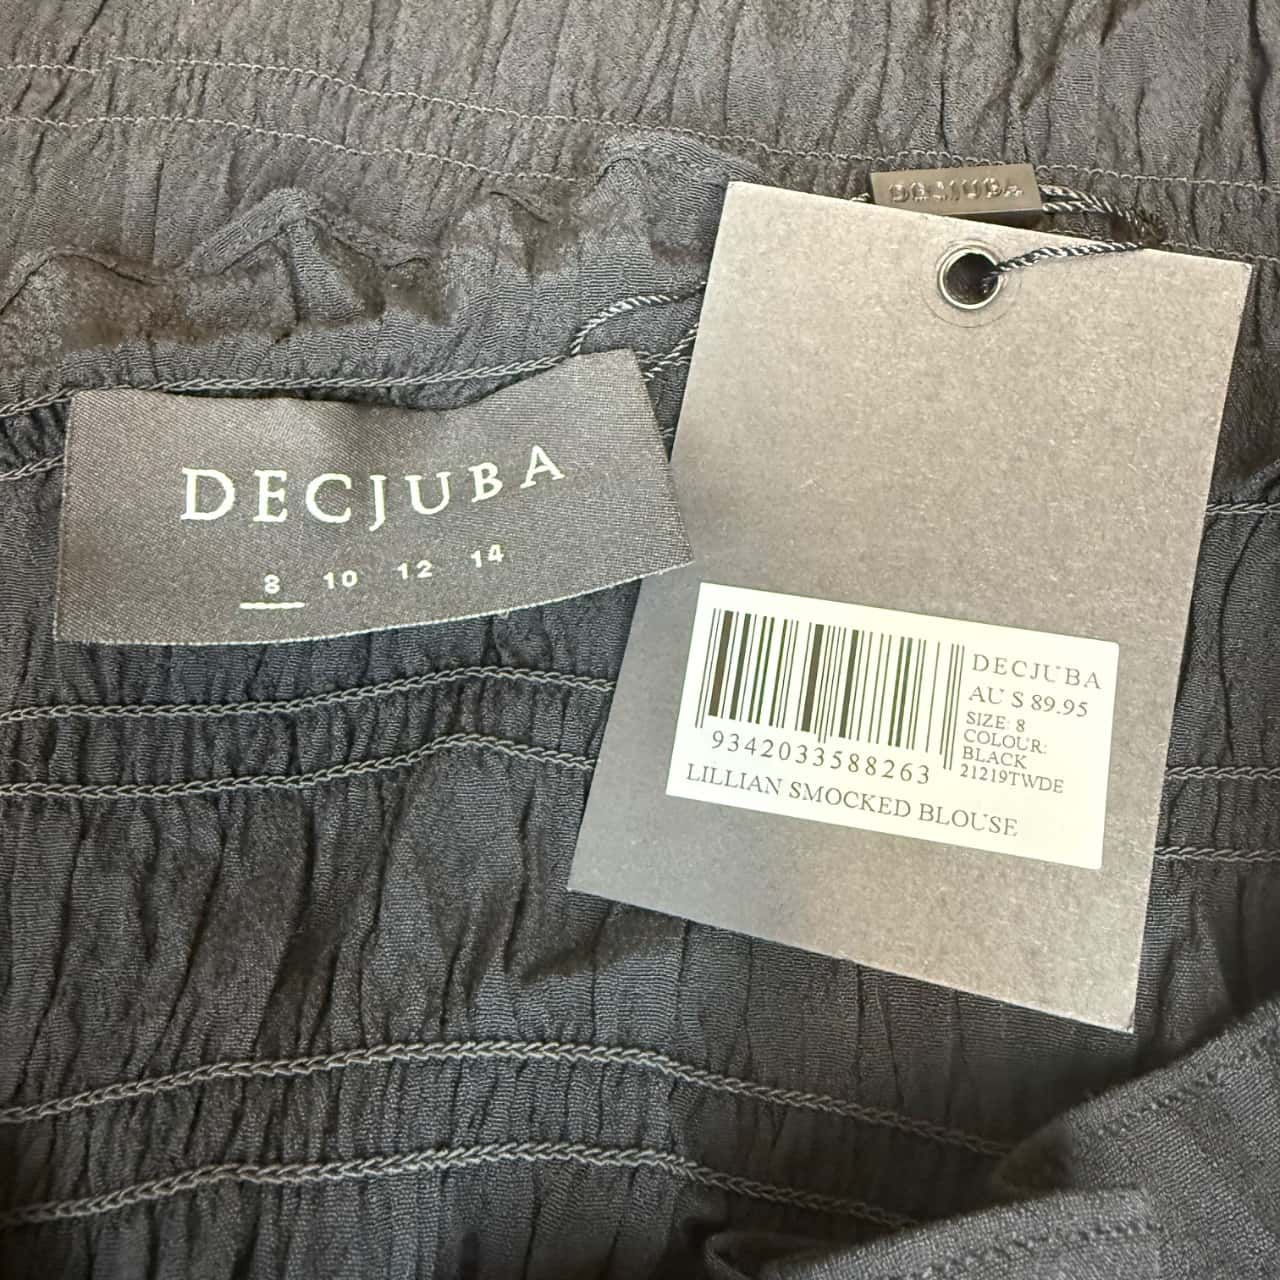 DECJUBA
DECJUBA
8 10 12 14
DECJUBA
AU $ 89.95
SIZE: 8
COLOUR:
BLACK
21219TWDE
9342033588263
LILLIAN SMOCKED BLOUSE